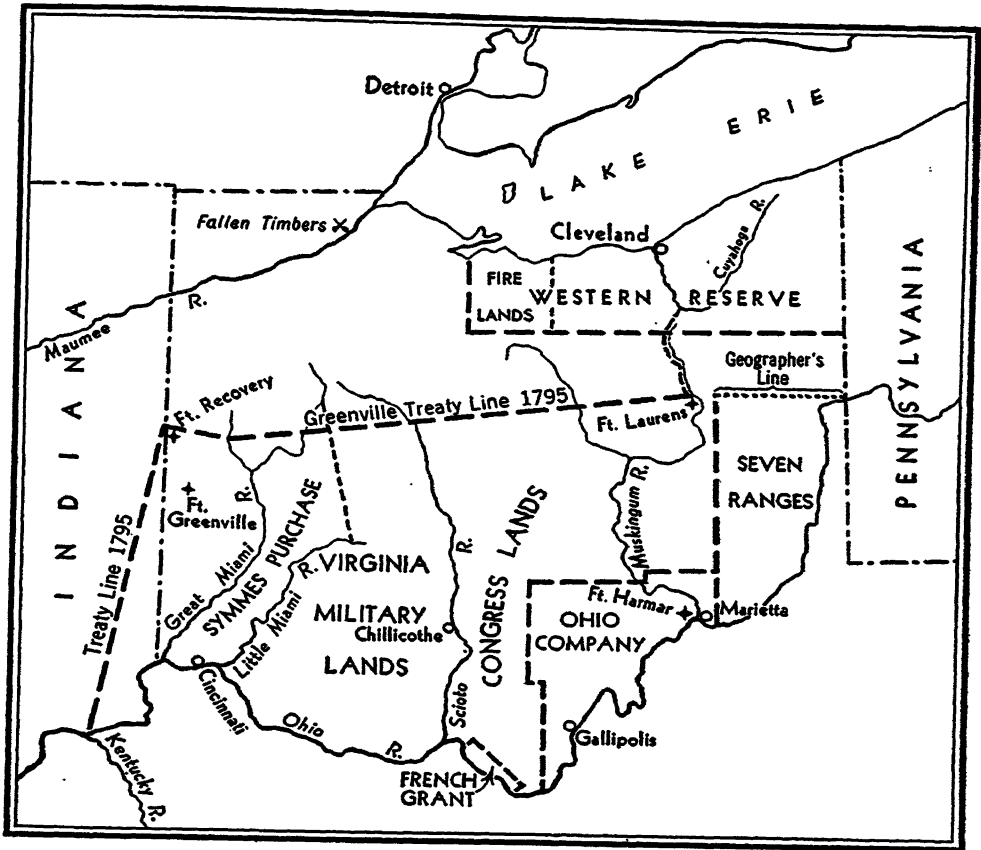 Detroit
LAKE ERIE
Fallen Timbers
Cleveland
Cuyahoga R.
FIRE
LANDS
WESTERN RESERVE
Maumee R.
INDIANA
PENNSYLVANIA
Geographer's
Line
Ft. Recovery
Greenville Treaty Line 1795
Ft. Laurens
SEVEN
RANGES
Ft.
Greenville
Treaty Line 1795
Great Miami R.
SYMMES PURCHASE
Little Miami R.
VIRGINIA
MILITARY
LANDS
Chillicothe
Scioto R.
CONGRESS LANDS
Muskingum R.
Ft. Harmar
Marietta
OHIO
COMPANY
Cincinnati
Ohio R.
Gallipolis
FRENCH
GRANT
Kentucky R.